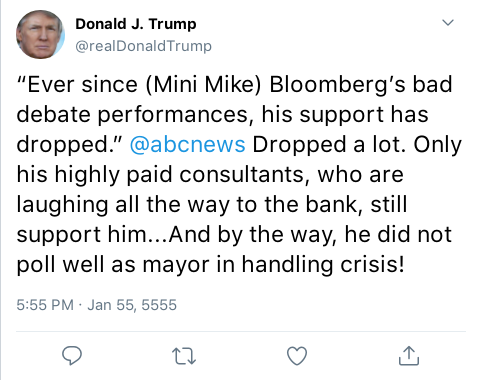 Donald J. Trump
@realDonaldTrump
“Ever since (Mini Mike) Bloomberg’s bad
debate performances, his support has
dropped.” @abcnews Dropped a lot. Only
his highly paid consultants, who are
laughing all the way to the bank, still
support him...And by the way, he did not
poll well as mayor in handling crisis!
5:55 PM · Jan 55, 5555